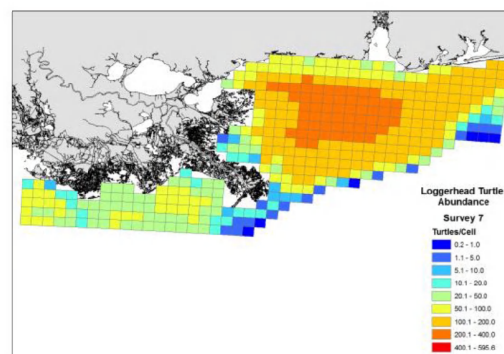 Loggerhead Turtle
Abundance
Survey 7
Turtles/Cell
0.2 - 1.0
1.1 - 5.0
5.1 - 10.0
10.1 - 20.0
20.1 - 50.0
50.1 - 100.0
100.1 - 200.0
200.1 - 400.0
400.1 - 595.6